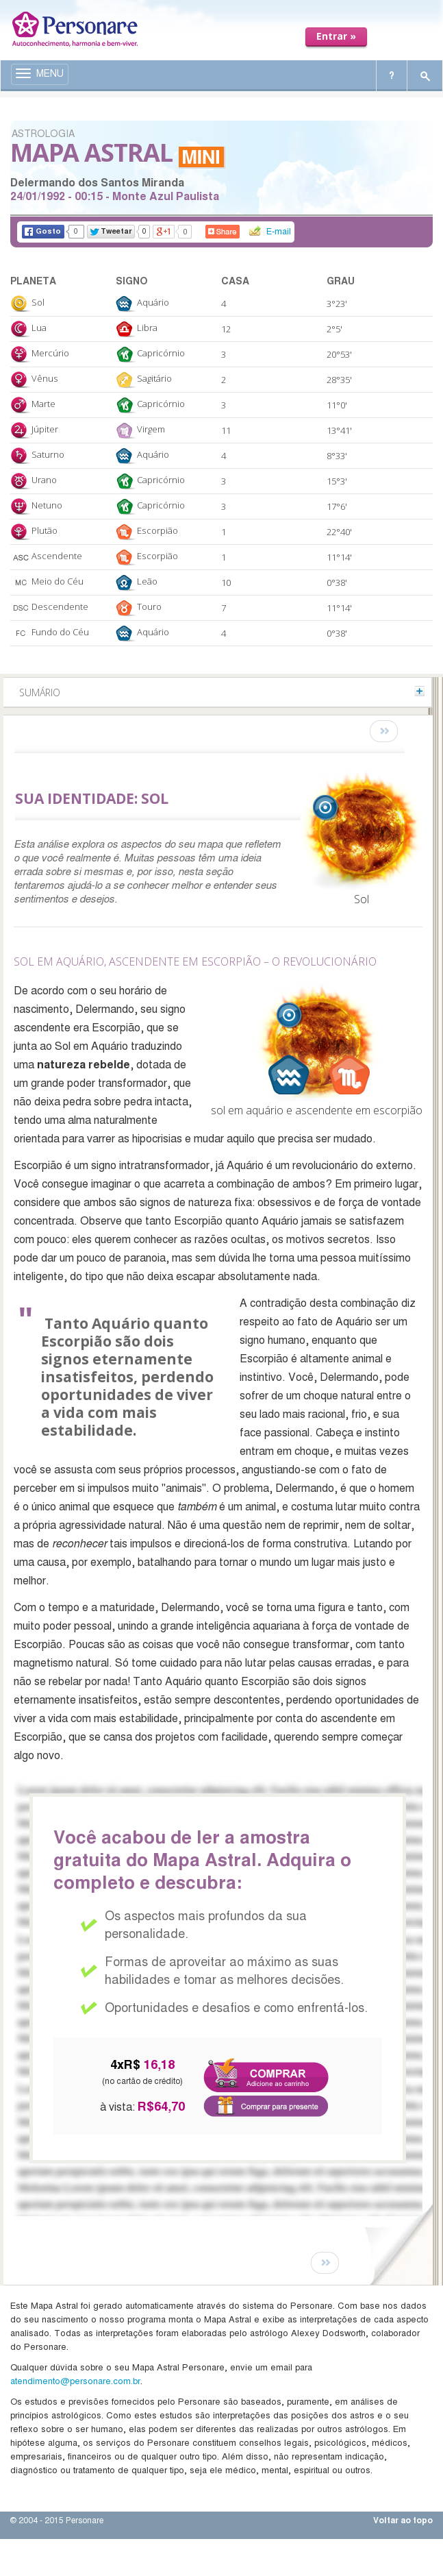 Personare
Autoconhecimento, harmonia e bem-viver.
Entrar »
MENU
?
ASTROLOGIA
MAPA ASTRAL MINI
Delermando dos Santos Miranda
24/01/1992 - 00:15 - Monte Azul Paulista
Gosto 0 Tweetar 0 +1 0 Share E-mail
PLANETA SIGNO CASA GRAU
Sol Aquário 4 3°23'
Lua Libra 12 2°5'
Mercúrio Capricórnio 3 20°53'
Vênus Sagitário 2 28°35'
Marte Capricórnio 3 11°0'
Júpiter Virgem 11 13°41'
Saturno Aquário 4 8°33'
Urano Capricórnio 3 15°3'
Netuno Capricórnio 3 17°6'
Plutão Escorpião 1 22°40'
ASC Ascendente Escorpião 1 11°14'
MC Meio do Céu Leão 10 0°38'
DSC Descendente Touro 7 11°14'
FC Fundo do Céu Aquário 4 0°38'
SUMÁRIO
SUA IDENTIDADE: SOL
Esta análise explora os aspectos do seu mapa que refletem
o que você realmente é. Muitas pessoas têm uma ideia
errada sobre si mesmas e, por isso, nesta seção
tentaremos ajudá-lo a se conhecer melhor e entender seus
sentimentos e desejos.
Sol
SOL EM AQUÁRIO, ASCENDENTE EM ESCORPIÃO – O REVOLUCIONÁRIO
De acordo com o seu horário de
nascimento, Delermando, seu signo
ascendente era Escorpião, que se
junta ao Sol em Aquário traduzindo
uma natureza rebelde, dotada de
um grande poder transformador, que
não deixa pedra sobre pedra intacta,
tendo uma alma naturalmente
sol em aquário e ascendente em escorpião
orientada para varrer as hipocrisias e mudar aquilo que precisa ser mudado.
Escorpião é um signo intratransformador, já Aquário é um revolucionário do externo.
Você consegue imaginar o que acarreta a combinação de ambos? Em primeiro lugar,
considere que ambos são signos de natureza fixa: obsessivos e de força de vontade
concentrada. Observe que tanto Escorpião quanto Aquário jamais se satisfazem
com pouco: eles querem conhecer as razões ocultas, os motivos secretos. Isso
pode dar um pouco de paranoia, mas sem dúvida lhe torna uma pessoa muitíssimo
inteligente, do tipo que não deixa escapar absolutamente nada.
" Tanto Aquário quanto
Escorpião são dois
signos eternamente
insatisfeitos, perdendo
oportunidades de viver
a vida com mais
estabilidade.
A contradição desta combinação diz
respeito ao fato de Aquário ser um
signo humano, enquanto que
Escorpião é altamente animal e
instintivo. Você, Delermando, pode
sofrer de um choque natural entre o
seu lado mais racional, frio, e sua
face passional. Cabeça e instinto
entram em choque, e muitas vezes
você se assusta com seus próprios processos, angustiando-se com o fato de
perceber em si impulsos muito "animais". O problema, Delermando, é que o homem
é o único animal que esquece que também é um animal, e costuma lutar contra
a própria agressividade natural. Não é uma questão nem de reprimir, nem de soltar,
mas de reconhecer tais impulsos e direcioná-los de forma construtiva. Lutando por
uma causa, por exemplo, batalhando para tornar o mundo um lugar mais justo e
melhor.
Com o tempo e a maturidade, Delermando, você se torna uma figura e tanto, com
muito poder pessoal, unindo a grande inteligência aquariana à força de vontade de
Escorpião. Poucas são as coisas que você não consegue transformar, com tanto
magnetismo natural. Só tome cuidado para não lutar pelas causas erradas, e para
não se rebelar por nada! Tanto Aquário quanto Escorpião são dois signos
eternamente insatisfeitos, estão sempre descontentes, perdendo oportunidades de
viver a vida com mais estabilidade, principalmente por conta do ascendente em
Escorpião, que se cansa dos projetos com facilidade, querendo sempre começar
algo novo.
Você acabou de ler a amostra
gratuita do Mapa Astral. Adquira o
completo e descubra:
Os aspectos mais profundos da sua
personalidade.
Formas de aproveitar ao máximo as suas
habilidades e tomar as melhores decisões.
Oportunidades e desafios e como enfrentá-los.
4xR$ 16,18
(no cartão de crédito)
à vista: R$64,70
COMPRAR
Adicione ao carrinho
Comprar para presente
Este Mapa Astral foi gerado automaticamente através do sistema do Personare. Com base nos dados
do seu nascimento o nosso programa monta o Mapa Astral e exibe as interpretações de cada aspecto
analisado. Todas as interpretações foram elaboradas pelo astrólogo Alexey Dodsworth, colaborador
do Personare.
Qualquer dúvida sobre o seu Mapa Astral Personare, envie um email para
atendimento@personare.com.br.
Os estudos e previsões fornecidos pelo Personare são baseados, puramente, em análises de
princípios astrológicos. Como estes estudos são interpretações das posições dos astros e o seu
reflexo sobre o ser humano, elas podem ser diferentes das realizadas por outros astrólogos. Em
hipótese alguma, os serviços do Personare constituem conselhos legais, psicológicos, médicos,
empresariais, financeiros ou de qualquer outro tipo. Além disso, não representam indicação,
diagnóstico ou tratamento de qualquer tipo, seja ele médico, mental, espiritual ou outros.
© 2004 - 2015 Personare
Voltar ao topo